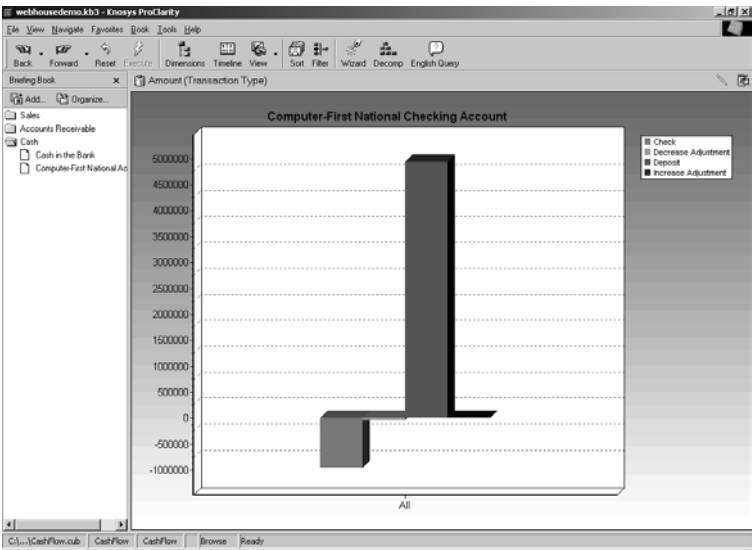 webhousedemo.kb3 - Knosys ProClarity
File View Navigate Favorites Book Tools Help
Back Forward Reset Execute Dimensions Timeline View Sort Filter Wizard Decomp English Query
Briefing Book
Amount (Transaction Type)
Add... Organize...
Sales
Accounts Receivable
Cash
Cash in the Bank
Computer-First National Ac
Computer-First National Checking Account
Check
Decrease Adjustment
Deposit
Increase Adjustment
5000000
4500000
4000000
3500000
3000000
2500000
2000000
1500000
1000000
500000
0
-500000
-1000000
All
C:\...\CashFlow.cub CashFlow CashFlow Browse Ready